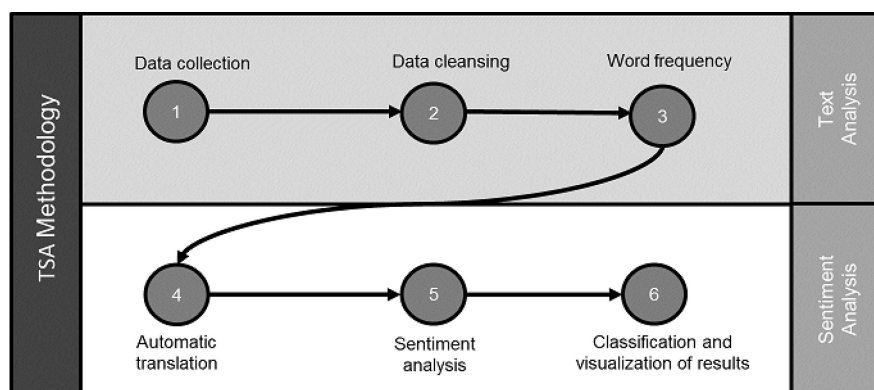 TSA Methodology
Data collection
Data cleansing
Word frequency
1
2
3
Text
Analysis
4
5
6
Automatic
translation
Sentiment
analysis
Classification and
visualization of results
Sentiment
Analysis